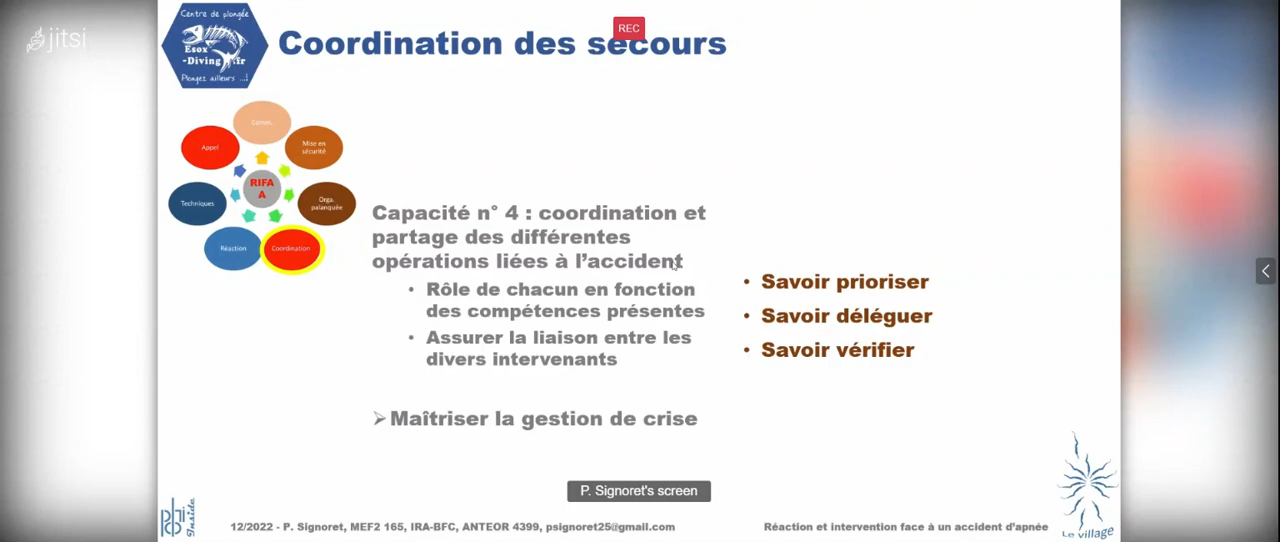 jitsi
Centre de plongée
Esox
-Diving .fr
Plongez ailleurs ...!
REC
Coordination des secours
Connes.
Appel
Mise en
sécurité
RIFA
A
Techniques
Orga.
palanquée
Réaction
Coordination
Capacité n° 4 : coordination et
partage des différentes
opérations liées à l'accident
• Rôle de chacun en fonction
des compétences présentes
• Assurer la liaison entre les
divers intervenants
➢ Maîtriser la gestion de crise
• Savoir prioriser
• Savoir déléguer
• Savoir vérifier
P. Signoret's screen
Inside
12/2022 - P. Signoret, MEF2 165, IRA-BFC, ANTEOR 4399, psignoret25@gmail.com
Réaction et intervention face à un accident d'apnée
Le village